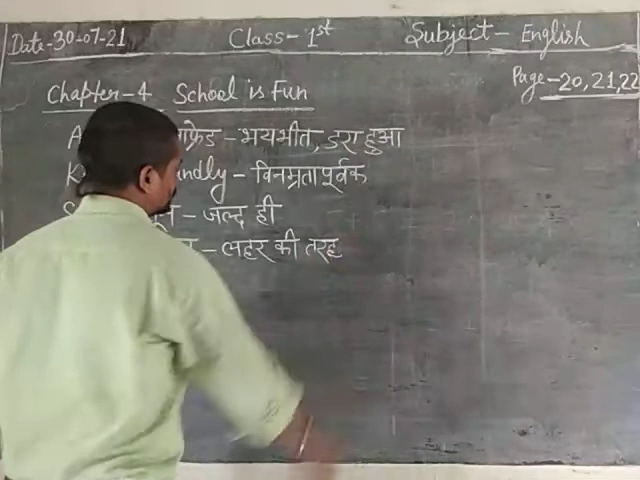 Date-30-07-21 Class-1st Subject- English
Page-20,21,22
Chapter-4 School is Fun
A फ्रेड - भयभीत, डरा हुआ
K ndly - विनम्रतापूर्वक
S न - जल्द ही
- लहर की तरह